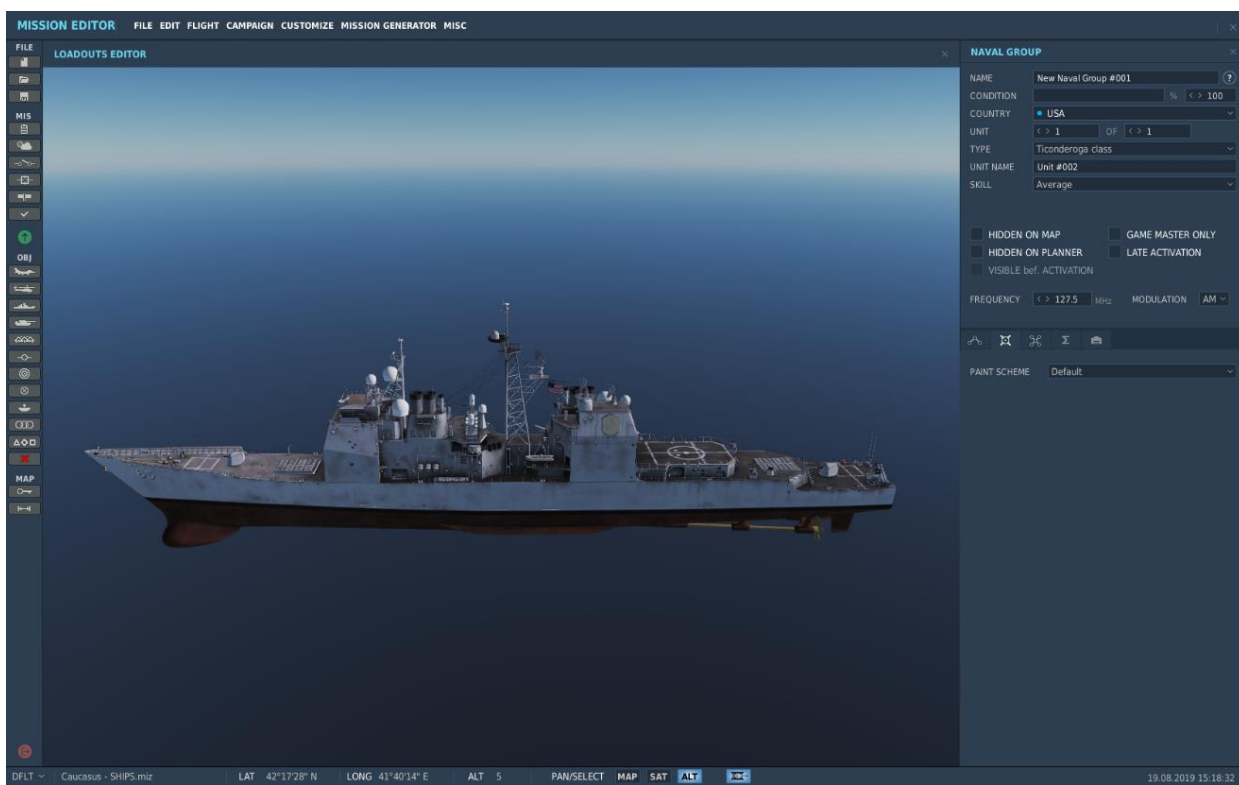 MISSION EDITOR FILE EDIT FLIGHT CAMPAIGN CUSTOMIZE MISSION GENERATOR MISC
FILE
MIS
OBJ
MAP
LOADOUTS EDITOR
NAVAL GROUP
NAME New Naval Group #001 ?
CONDITION % < > 100
COUNTRY USA
UNIT < > 1 OF < > 1
TYPE Ticonderoga class
UNIT NAME Unit #002
SKILL Average
HIDDEN ON MAP GAME MASTER ONLY
HIDDEN ON PLANNER LATE ACTIVATION
VISIBLE bef. ACTIVATION
FREQUENCY < > 127.5 MHz MODULATION AM
Σ
PAINT SCHEME Default
DFLT Caucasus - SHIPS.miz LAT 42°17'28" N LONG 41°40'14" E ALT 5 PAN/SELECT MAP SAT ALT 19.08.2019 15:18:32